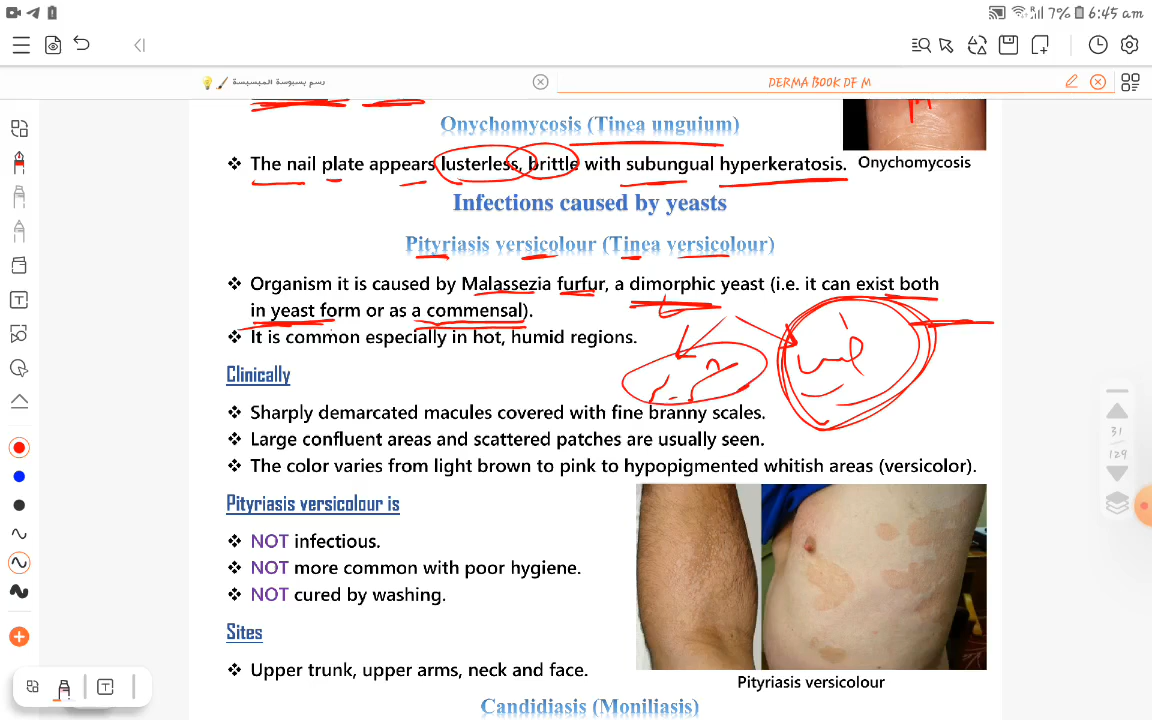 7% 6:45 am
رسم بسبوسة المبسبسة
DERMA BOOK DF M
Onychomycosis (Tinea unguium)
❖ The nail plate appears lusterless, brittle with subungual hyperkeratosis.
Onychomycosis
Infections caused by yeasts
Pityriasis versicolour (Tinea versicolour)
❖ Organism it is caused by Malassezia furfur, a dimorphic yeast (i.e. it can exist both
in yeast form or as a commensal).
❖ It is common especially in hot, humid regions.
Clinically
❖ Sharply demarcated macules covered with fine branny scales.
❖ Large confluent areas and scattered patches are usually seen.
❖ The color varies from light brown to pink to hypopigmented whitish areas (versicolor).
Pityriasis versicolour is
❖ NOT infectious.
❖ NOT more common with poor hygiene.
❖ NOT cured by washing.
Sites
❖ Upper trunk, upper arms, neck and face.
Pityriasis versicolour
Candidiasis (Moniliasis)
31
129